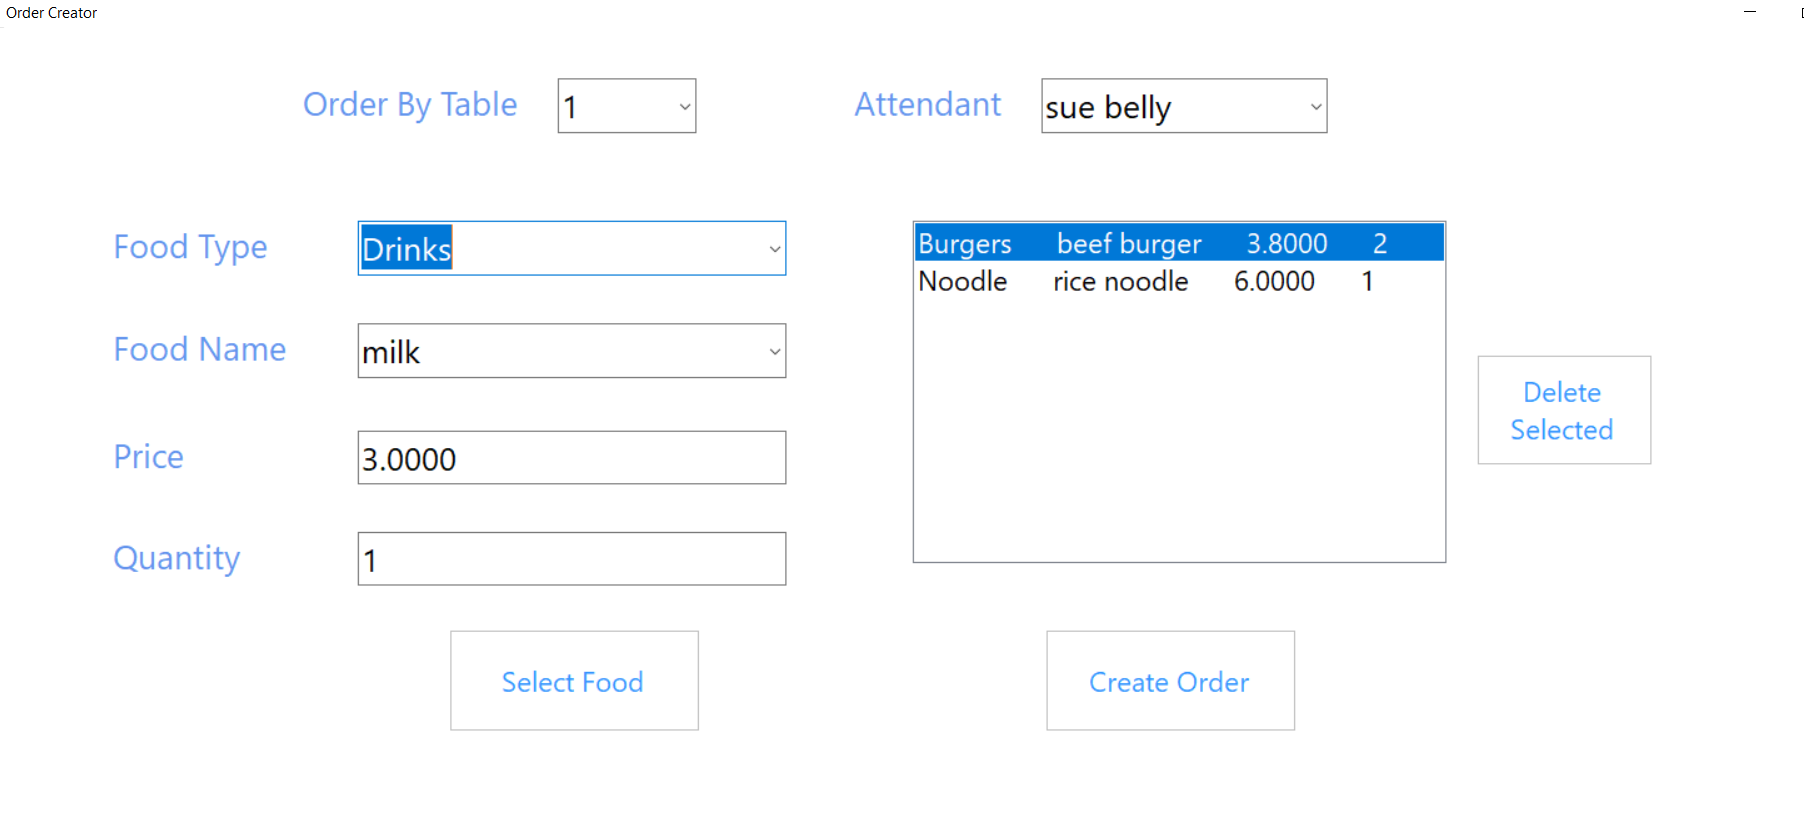 Order Creator
Order By Table 1 Attendant sue belly
Food Type Drinks
Food Name milk
Price 3.0000
Quantity 1
Burgers beef burger 3.8000 2
Noodle rice noodle 6.0000 1
Delete
Selected
Select Food
Create Order